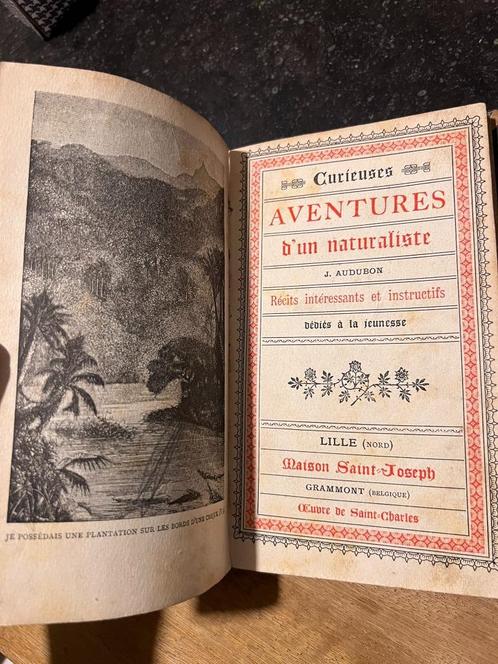 JE POSSÉDAIS UNE PLANTATION SUR LES BORDS D'UNE
Curieuses
AVENTURES
d'un naturaliste
J. AUDUBON
Récits intéressants et instructifs
dédiés à la jeunesse
LILLE (NORD)
Maison Saint-Joseph
GRAMMONT (BELGIQUE)
Œuvre de Saint-Charles